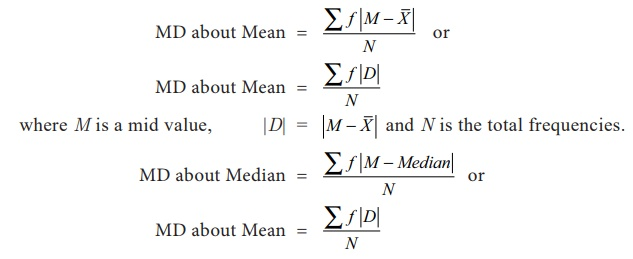 MD about Mean = ∑f|M – X̄| / N or
MD about Mean = ∑f|D| / N
where M is a mid value, |D| = |M – X̄| and N is the total frequencies.
MD about Median = ∑f|M – Median| / N or
MD about Mean = ∑f|D| / N